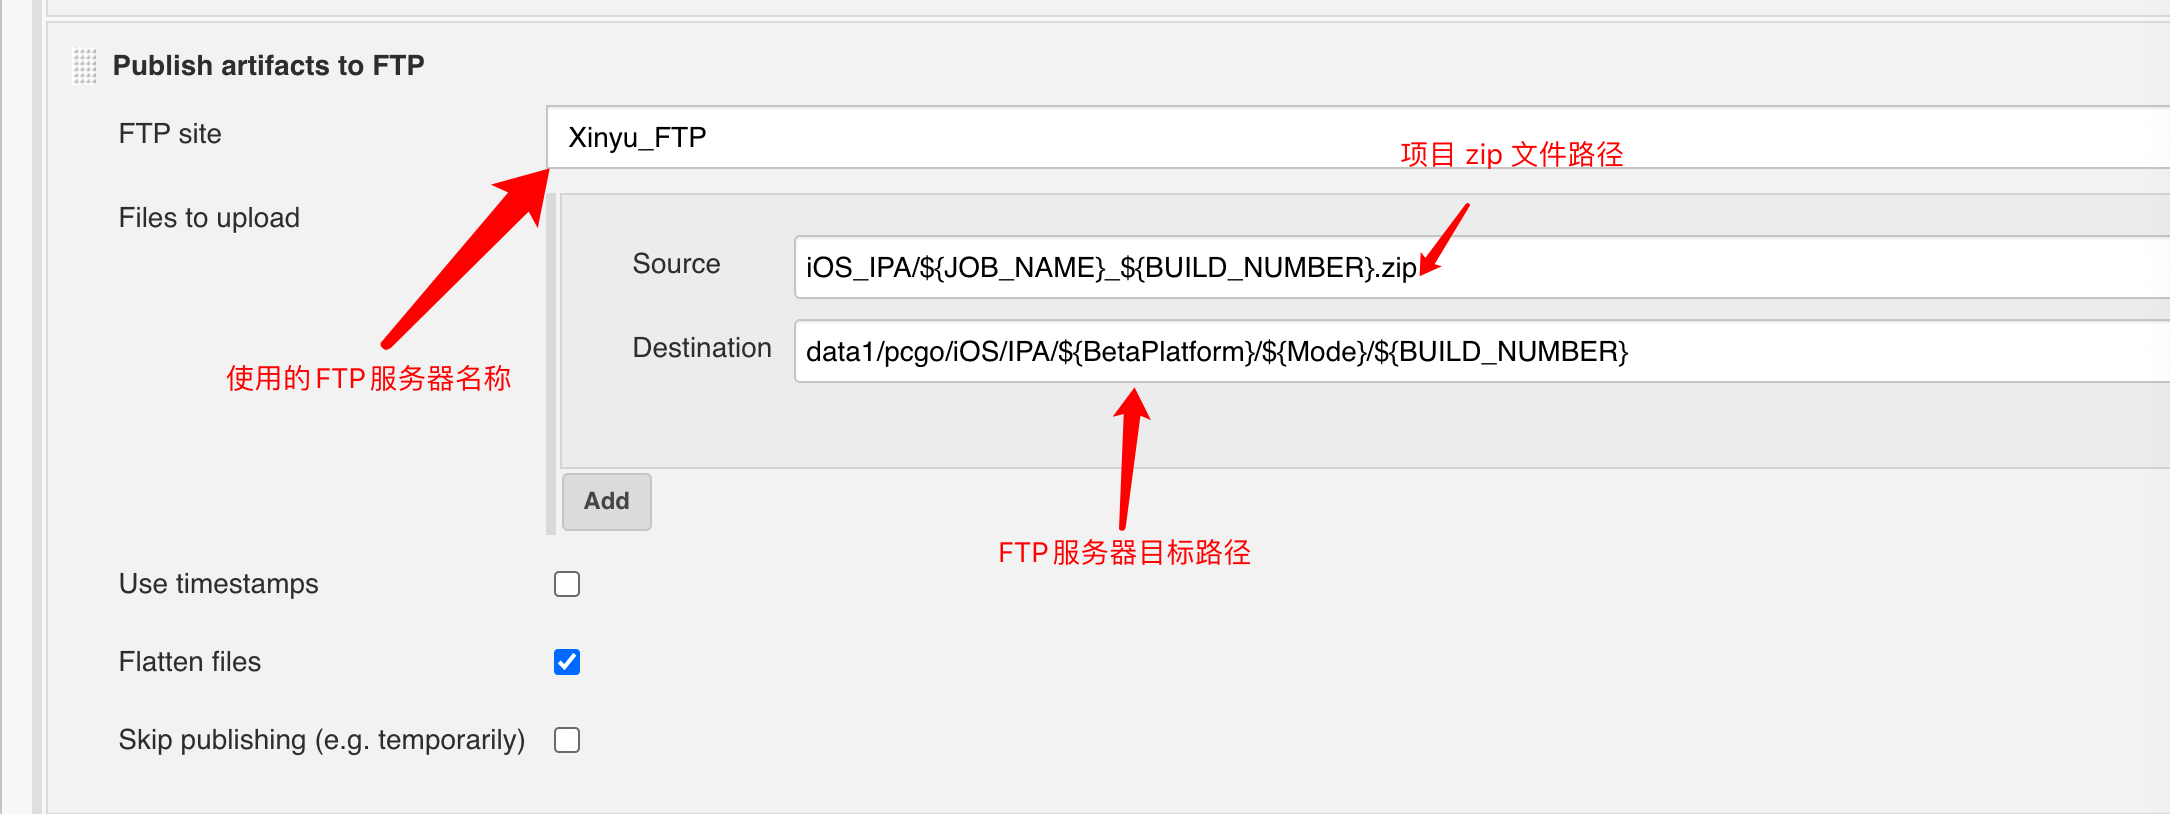 Publish artifacts to FTP
FTP site
Xinyu_FTP
项目 zip 文件路径
Files to upload
Source
iOS_IPA/${JOB_NAME}_${BUILD_NUMBER}.zip
Destination
data1/pcgo/iOS/IPA/${BetaPlatform}/${Mode}/${BUILD_NUMBER}
使用的FTP服务器名称
Add
FTP服务器目标路径
Use timestamps
Flatten files
Skip publishing (e.g. temporarily)